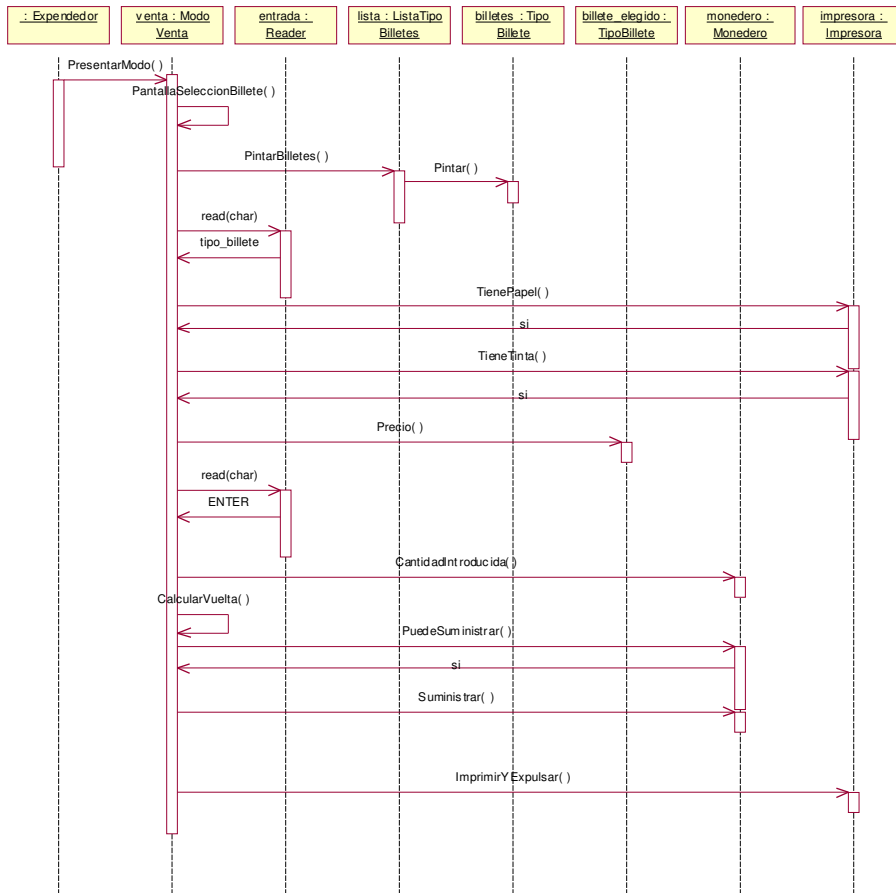 : Expendedor
venta : Modo
Venta
entrada :
Reader
lista : ListaTipo
Billetes
billetes : Tipo
Billete
billete_elegido :
TipoBillete
monedero :
Monedero
impresora :
Impresora
PresentarModo( )
PantallaSeleccionBillete( )
PintarBilletes( )
Pintar( )
read(char)
tipo_billete
TienePapel( )
si
TieneTinta( )
si
Precio( )
read(char)
ENTER
CantidadIntroducida( )
CalcularVuelta( )
PuedeSuministrar( )
si
Suministrar( )
ImprimirYExpulsar( )